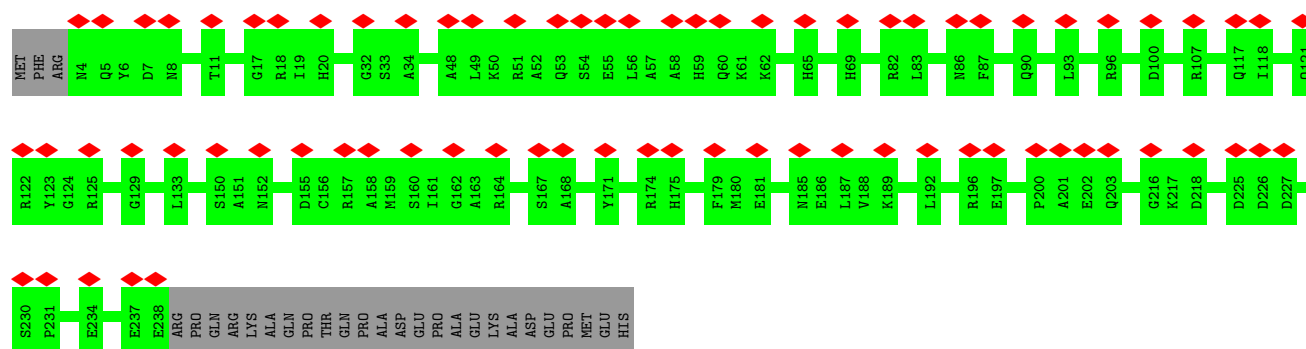 MET PHE ARG N4 Q5 Y6 D7 N8 T11 G17 R18 I19 H20 G32 S33 A34 A48 L49 K50 R51 A52 Q53 S54 E55 L56 A57 A58 H59 Q60 K61 K62 H65 H69 R82 L83 N86 F87 Q90 L93 R96 D100 R107 Q117 I118
R122 Y123 G124 R125 G129 L133 S150 A151 N152 D155 C156 R157 A158 M159 S160 I161 G162 A163 R164 S167 A168 Y171 R174 H175 F179 M180 E181 N185 E186 L187 V188 K189 L192 R196 E197 P200 A201 E202 Q203 G216 K217 D218 D225 D226 D227
S230 P231 E234 E237 E238 ARG PRO GLN ARG LYS ALA GLN PRO THR GLN PRO ALA ASP GLU PRO ALA GLU LYS ALA ASP GLU PRO MET GLU HIS